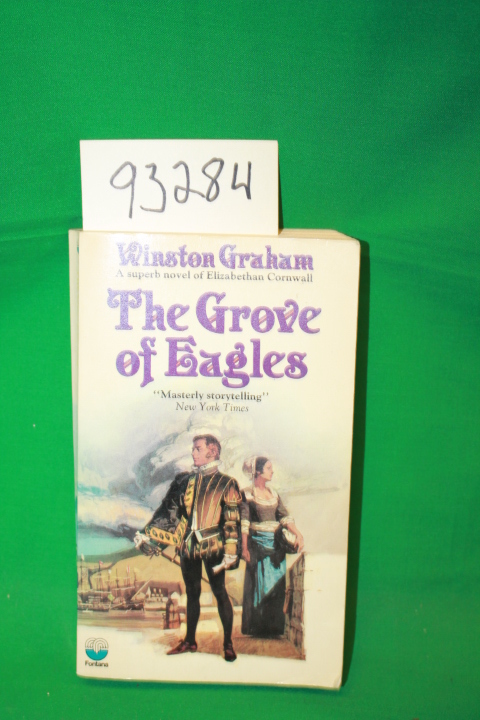 93284
Winston Graham
A superb novel of Elizabethan Cornwall
The Grove
of Eagles
"Masterly storytelling"
New York Times
Fontana